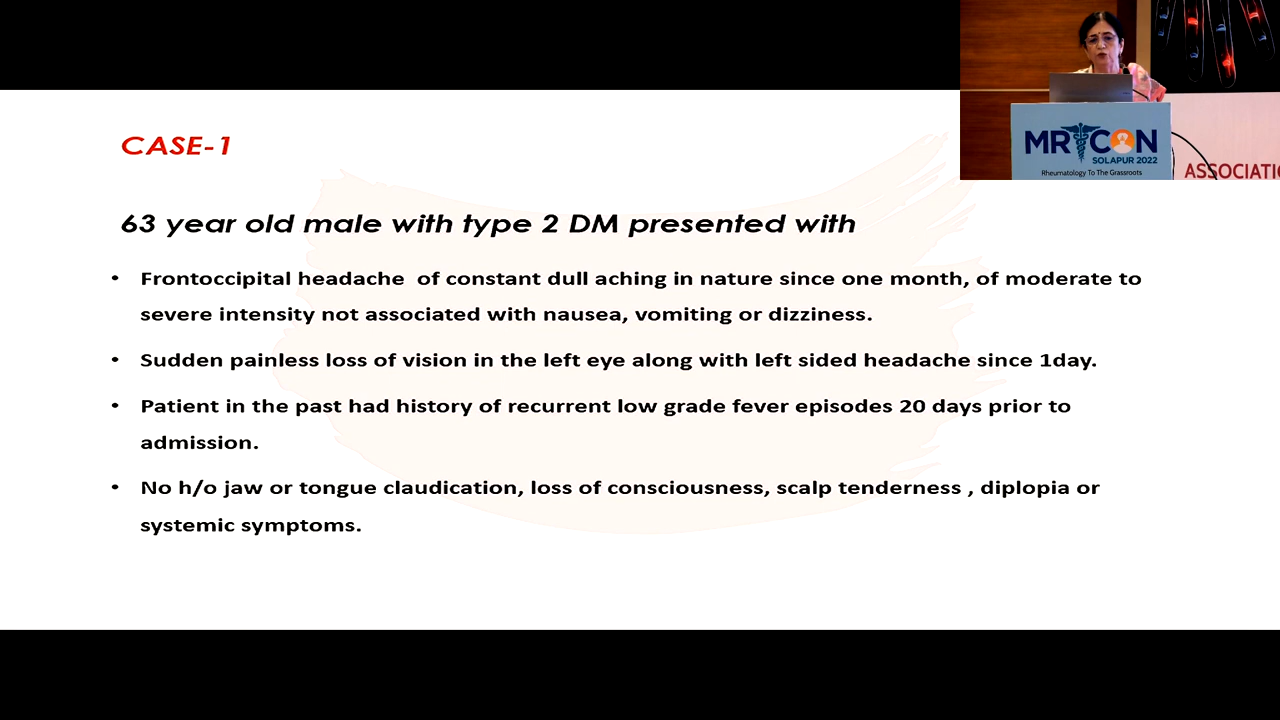 CASE-1
63 year old male with type 2 DM presented with
• Frontoccipital headache of constant dull aching in nature since one month, of moderate to
severe intensity not associated with nausea, vomiting or dizziness.
• Sudden painless loss of vision in the left eye along with left sided headache since 1day.
• Patient in the past had history of recurrent low grade fever episodes 20 days prior to
admission.
• No h/o jaw or tongue claudication, loss of consciousness, scalp tenderness , diplopia or
systemic symptoms.
MR CON
SOLAPUR 2022
Rheumatology To The Grassroots